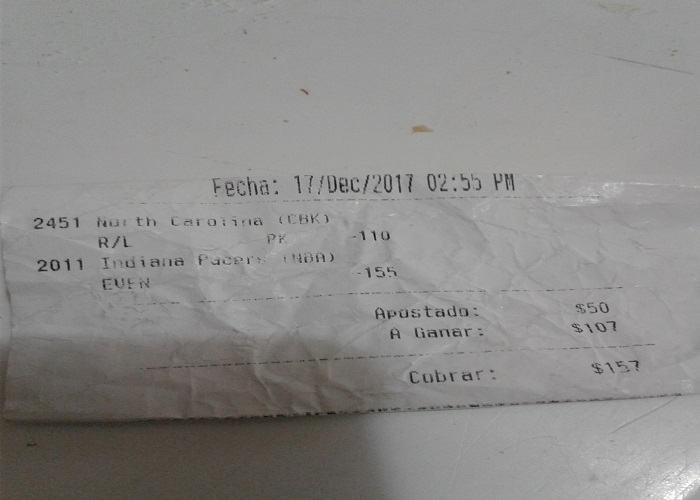 Fecha: 17/Dec/2017 02:55 PM
2451 North Carolina (CBK)
R/L PK -110
2011 Indiana Pacers (NBA)
EVEN -155
Apostado: $50
A Ganar: $107
Cobrar: $157